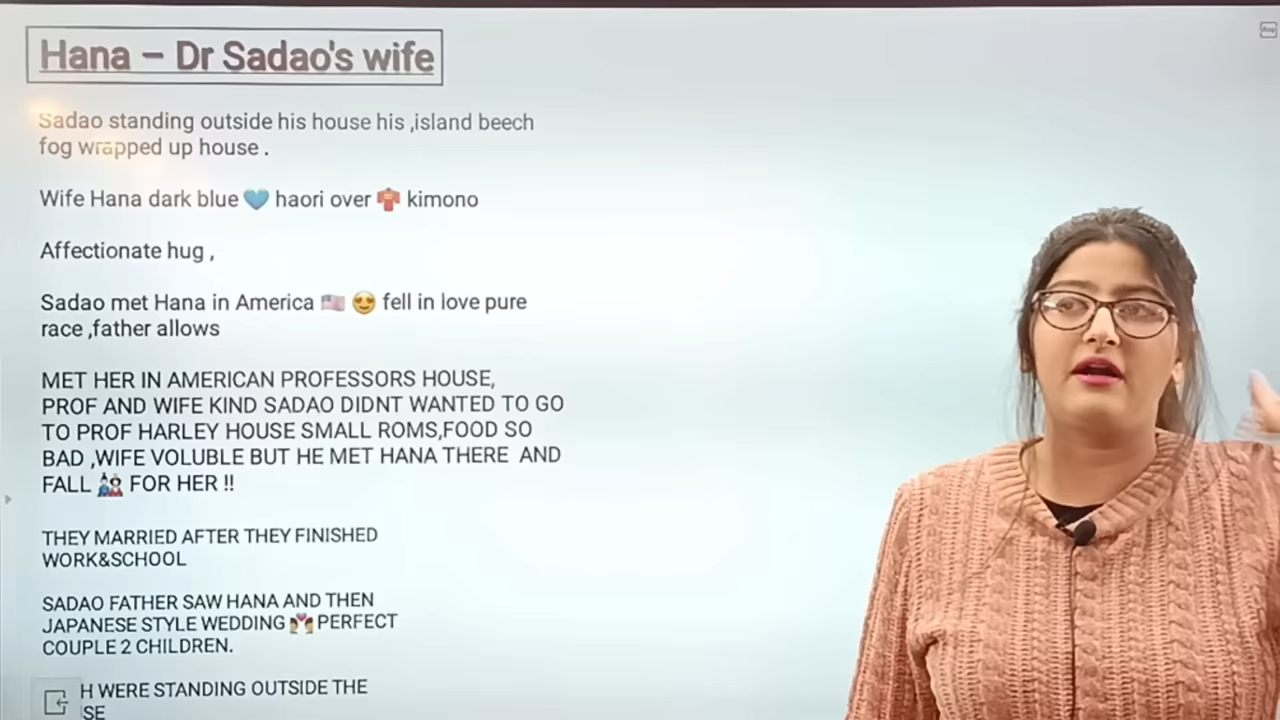 Hana – Dr Sadao's wife
Sadao standing outside his house his ,island beech
fog wrapped up house .
Wife Hana dark blue 💙 haori over 👘 kimono
Affectionate hug ,
Sadao met Hana in America 🇺🇸 😍 fell in love pure
race ,father allows
MET HER IN AMERICAN PROFESSORS HOUSE,
PROF AND WIFE KIND SADAO DIDNT WANTED TO GO
TO PROF HARLEY HOUSE SMALL ROMS,FOOD SO
BAD ,WIFE VOLUBLE BUT HE MET HANA THERE AND
FALL 🎎 FOR HER !!
THEY MARRIED AFTER THEY FINISHED
WORK&SCHOOL
SADAO FATHER SAW HANA AND THEN
JAPANESE STYLE WEDDING 💏 PERFECT
COUPLE 2 CHILDREN.
H WERE STANDING OUTSIDE THE
SE